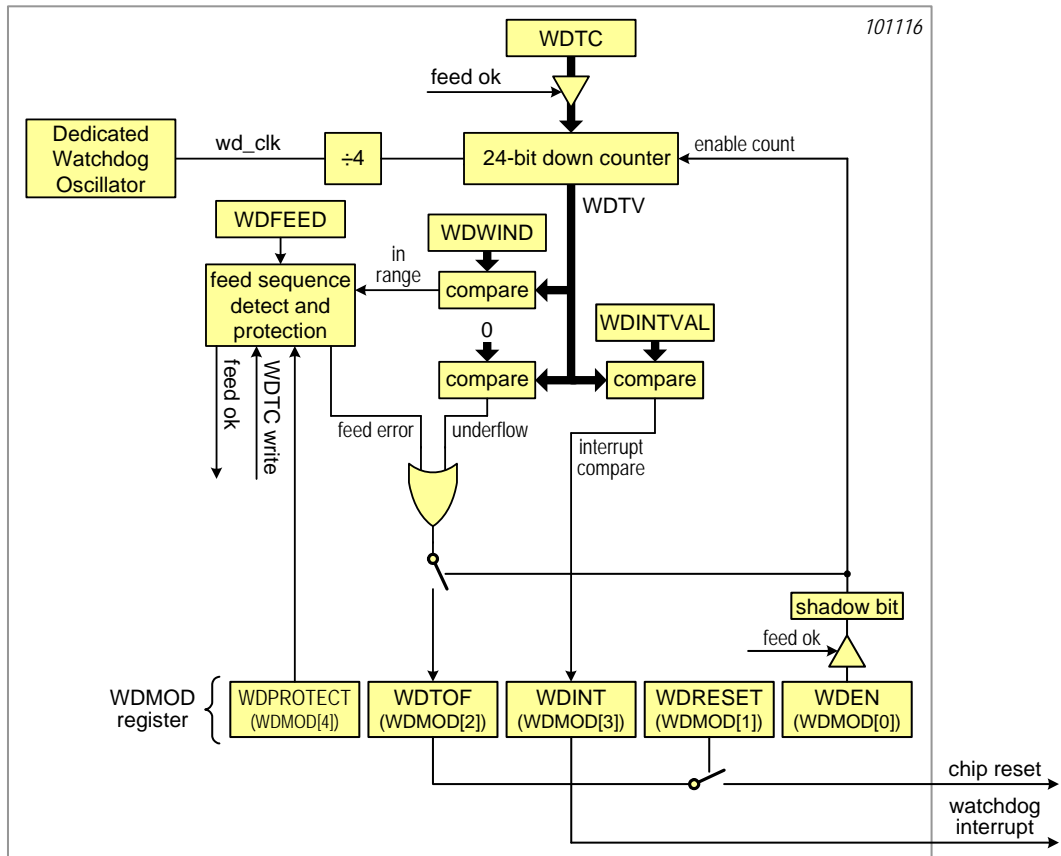 101116
WDTC
feed ok
Dedicated
Watchdog
Oscillator
wd_clk
÷4
24-bit down counter
enable count
WDTV
WDFEED
WDWIND
in
range
feed sequence
detect and
protection
compare
WDINTVAL
0
compare
compare
feed ok
WDTC write
feed error
underflow
interrupt
compare
shadow bit
feed ok
WDMOD
register
WDPROTECT
(WDMOD[4])
WDTOF
(WDMOD[2])
WDINT
(WDMOD[3])
WDRESET
(WDMOD[1])
WDEN
(WDMOD[0])
chip reset
watchdog
interrupt